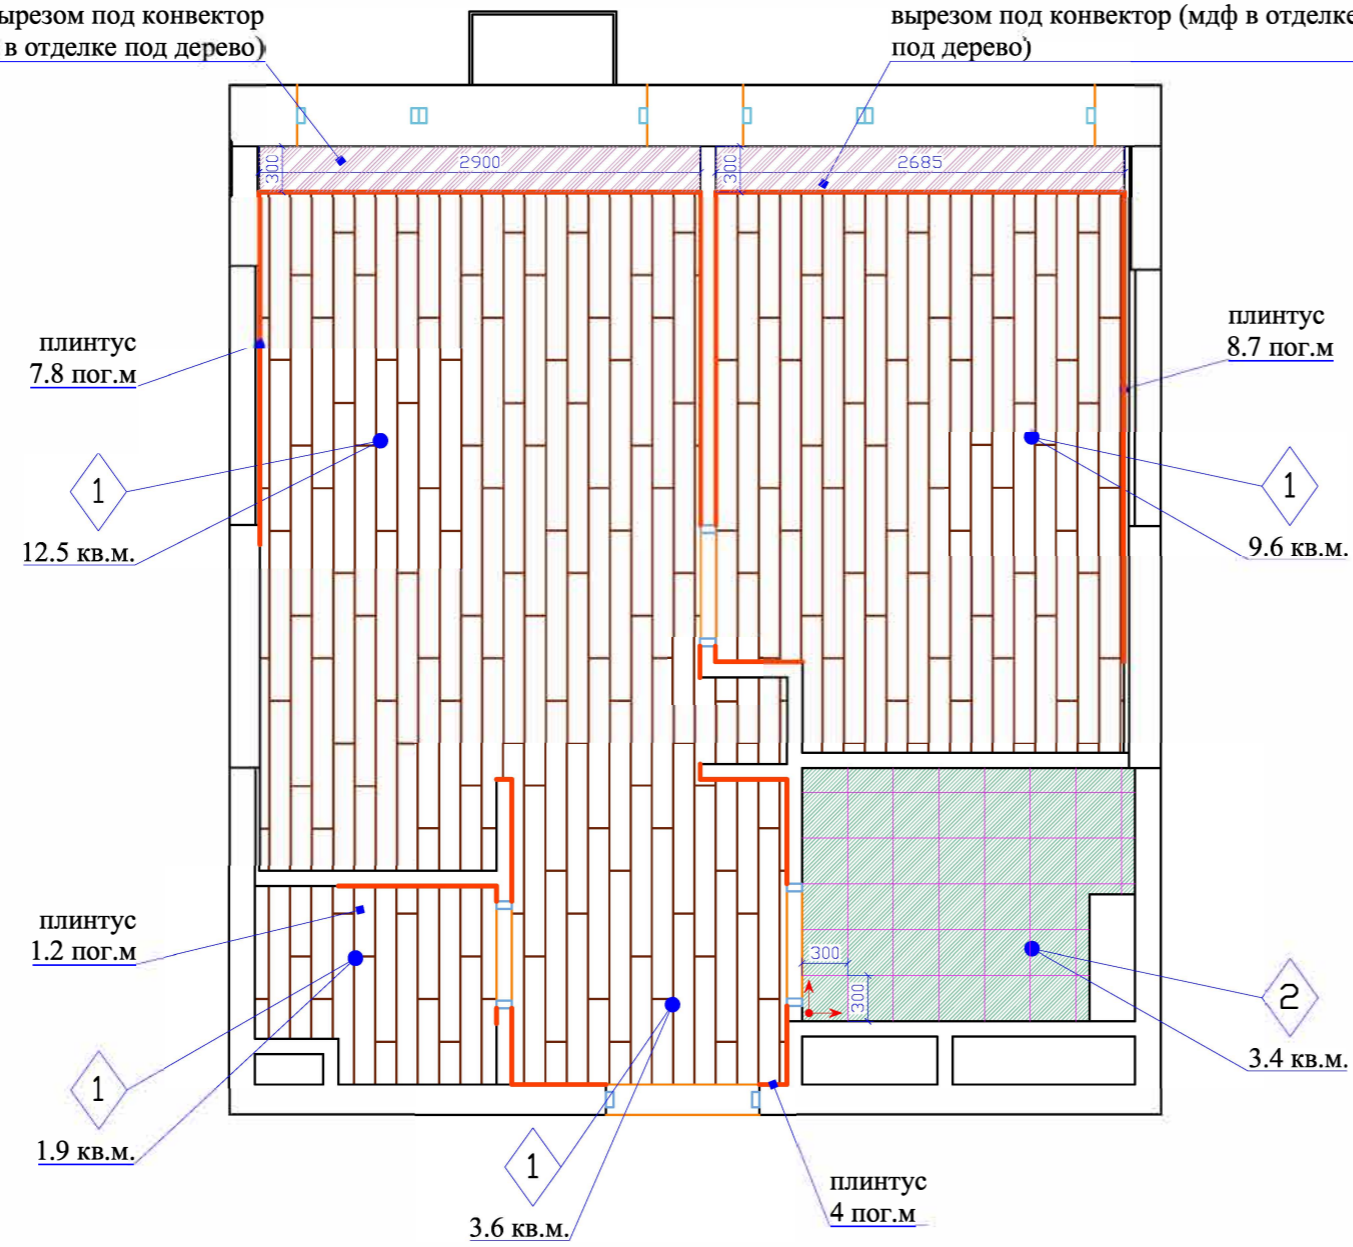 вырезом под конвектор
в отделке под дерево)
вырезом под конвектор (мдф в отделке
под дерево)
300
2900
300
2685
плинтус
7.8 пог.м
плинтус
8.7 пог.м
1
12.5 кв.м.
1
9.6 кв.м.
плинтус
1.2 пог.м
1
1.9 кв.м.
300
300
2
3.4 кв.м.
1
3.6 кв.м.
плинтус
4 пог.м